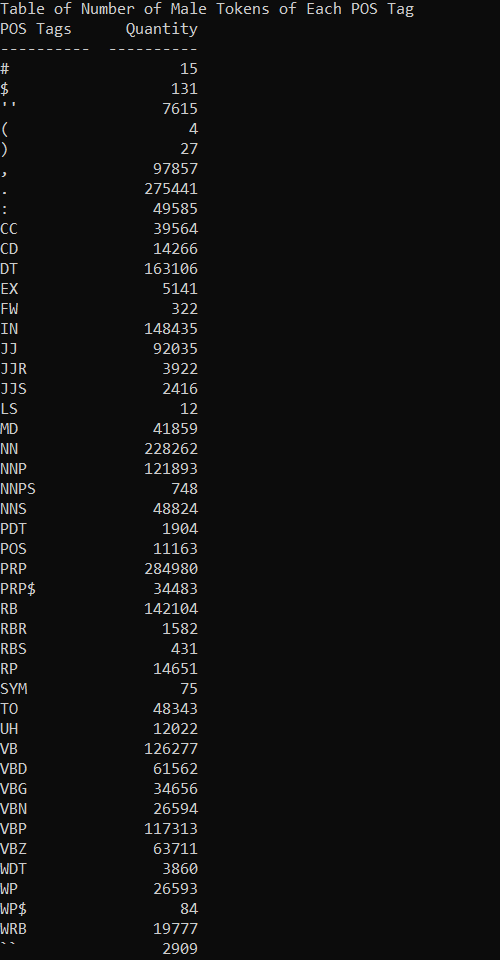 Table of Number of Male Tokens of Each POS Tag
POS Tags      Quantity
----------  ----------
#                   15
$                  131
''                7615
(                    4
)                   27
,                97857
.               275441
:                49585
CC               39564
CD               14266
DT              163106
EX                5141
FW                 322
IN              148435
JJ               92035
JJR               3922
JJS               2416
LS                  12
MD               41859
NN              228262
NNP             121893
NNPS               748
NNS              48824
PDT               1904
POS              11163
PRP             284980
PRP$             34483
RB              142104
RBR               1582
RBS                431
RP               14651
SYM                 75
TO               48343
UH               12022
VB              126277
VBD              61562
VBG              34656
VBN              26594
VBP             117313
VBZ              63711
WDT               3860
WP               26593
WP$                 84
WRB              19777
``                2909